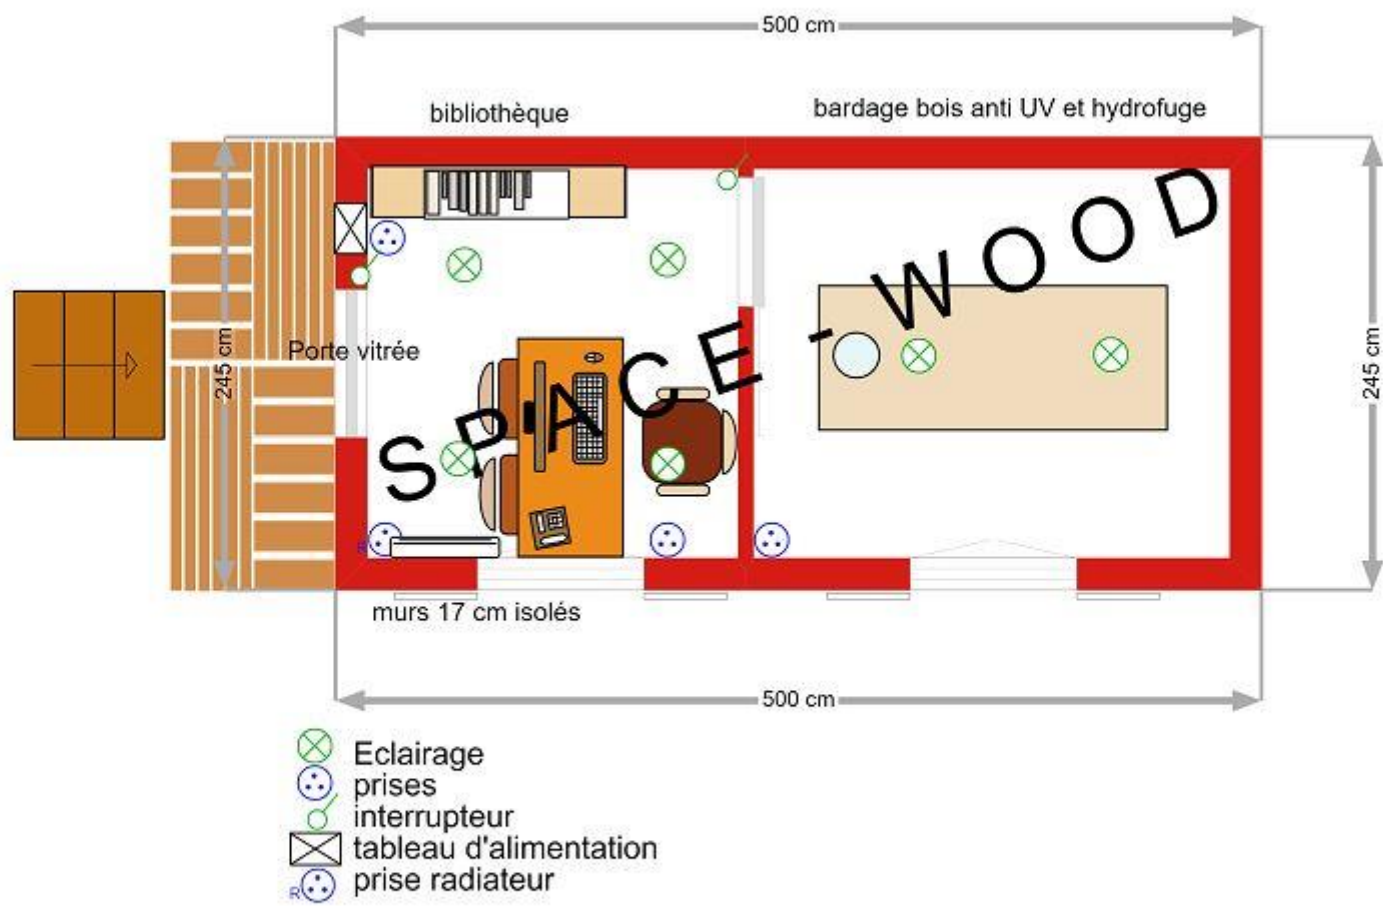 500 cm
bibliothèque
bardage bois anti UV et hydrofuge
245 cm
Porte vitrée
SPACE-WOOD
245 cm
R
murs 17 cm isolés
500 cm
Eclairage
prises
interrupteur
tableau d'alimentation
R prise radiateur